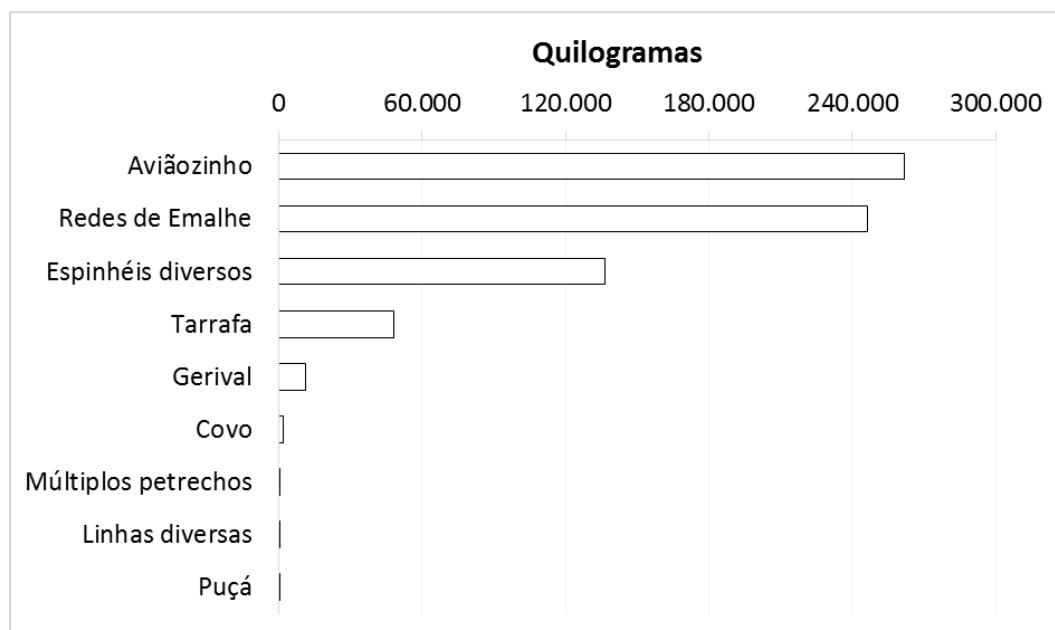 Quilogramas
0 60.000 120.000 180.000 240.000 300.000
Aviãozinho
Redes de Emalhe
Espinhéis diversos
Tarrafa
Gerival
Covo
Múltiplos petrechos
Linhas diversas
Puçá